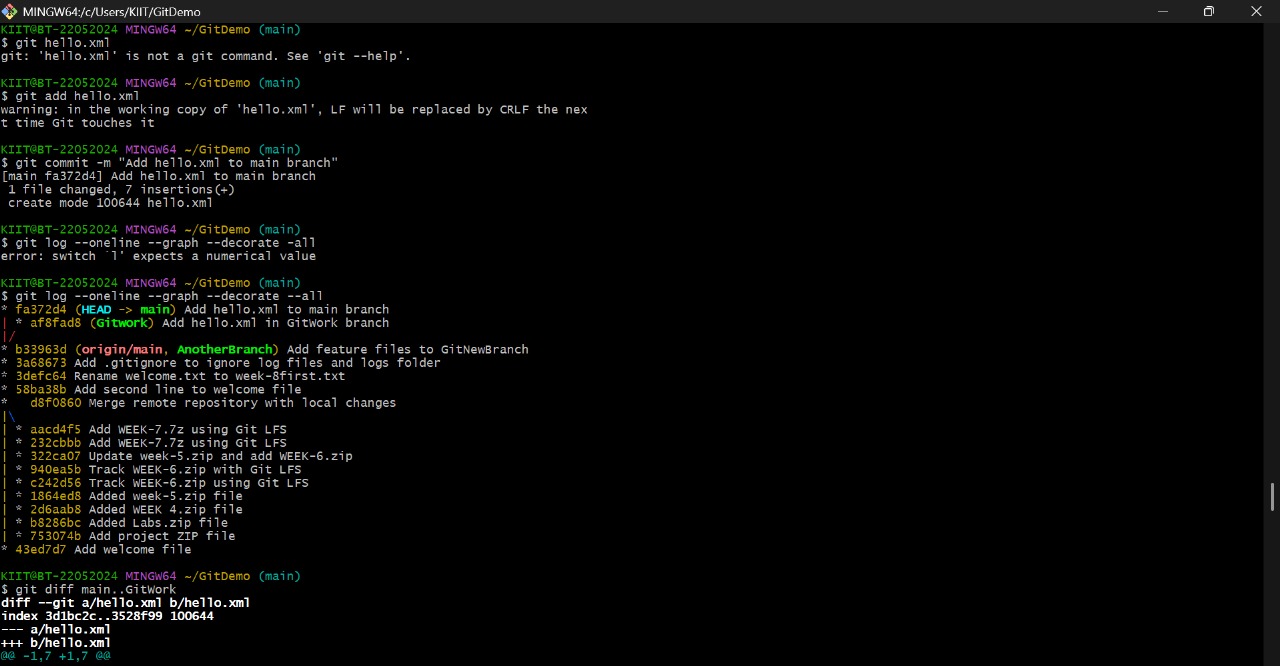 MINGW64:/c/Users/KIIT/GitDemo
KIIT@BT-22052024 MINGW64 ~/GitDemo (main)
$ git hello.xml
git: 'hello.xml' is not a git command. See 'git --help'.
KIIT@BT-22052024 MINGW64 ~/GitDemo (main)
$ git add hello.xml
warning: in the working copy of 'hello.xml', LF will be replaced by CRLF the nex
t time Git touches it
KIIT@BT-22052024 MINGW64 ~/GitDemo (main)
$ git commit -m "Add hello.xml to main branch"
[main fa372d4] Add hello.xml to main branch
 1 file changed, 7 insertions(+)
 create mode 100644 hello.xml
KIIT@BT-22052024 MINGW64 ~/GitDemo (main)
$ git log --oneline --graph --decorate -all
error: switch `l' expects a numerical value
KIIT@BT-22052024 MINGW64 ~/GitDemo (main)
$ git log --oneline --graph --decorate --all
* fa372d4 (HEAD -> main) Add hello.xml to main branch
| * af8fad8 (Gitwork) Add hello.xml in GitWork branch
|/
* b33963d (origin/main, AnotherBranch) Add feature files to GitNewBranch
* 3a68673 Add .gitignore to ignore log files and logs folder
* 3defc64 Rename welcome.txt to week-8first.txt
* 58ba38b Add second line to welcome file
*   d8f0860 Merge remote repository with local changes
|\
| * aacd4f5 Add WEEK-7.7z using Git LFS
| * 232cbbb Add WEEK-7.7z using Git LFS
| * 322ca07 Update week-5.zip and add WEEK-6.zip
| * 940ea5b Track WEEK-6.zip with Git LFS
| * c242d56 Track WEEK-6.zip using Git LFS
| * 1864ed8 Added week-5.zip file
| * 2d6aab8 Added WEEK 4.zip file
| * b8286bc Added Labs.zip file
| * 753074b Add project ZIP file
* 43ed7d7 Add welcome file
KIIT@BT-22052024 MINGW64 ~/GitDemo (main)
$ git diff main..GitWork
diff --git a/hello.xml b/hello.xml
index 3d1bc2c..3528f99 100644
--- a/hello.xml
+++ b/hello.xml
@@ -1,7 +1,7 @@